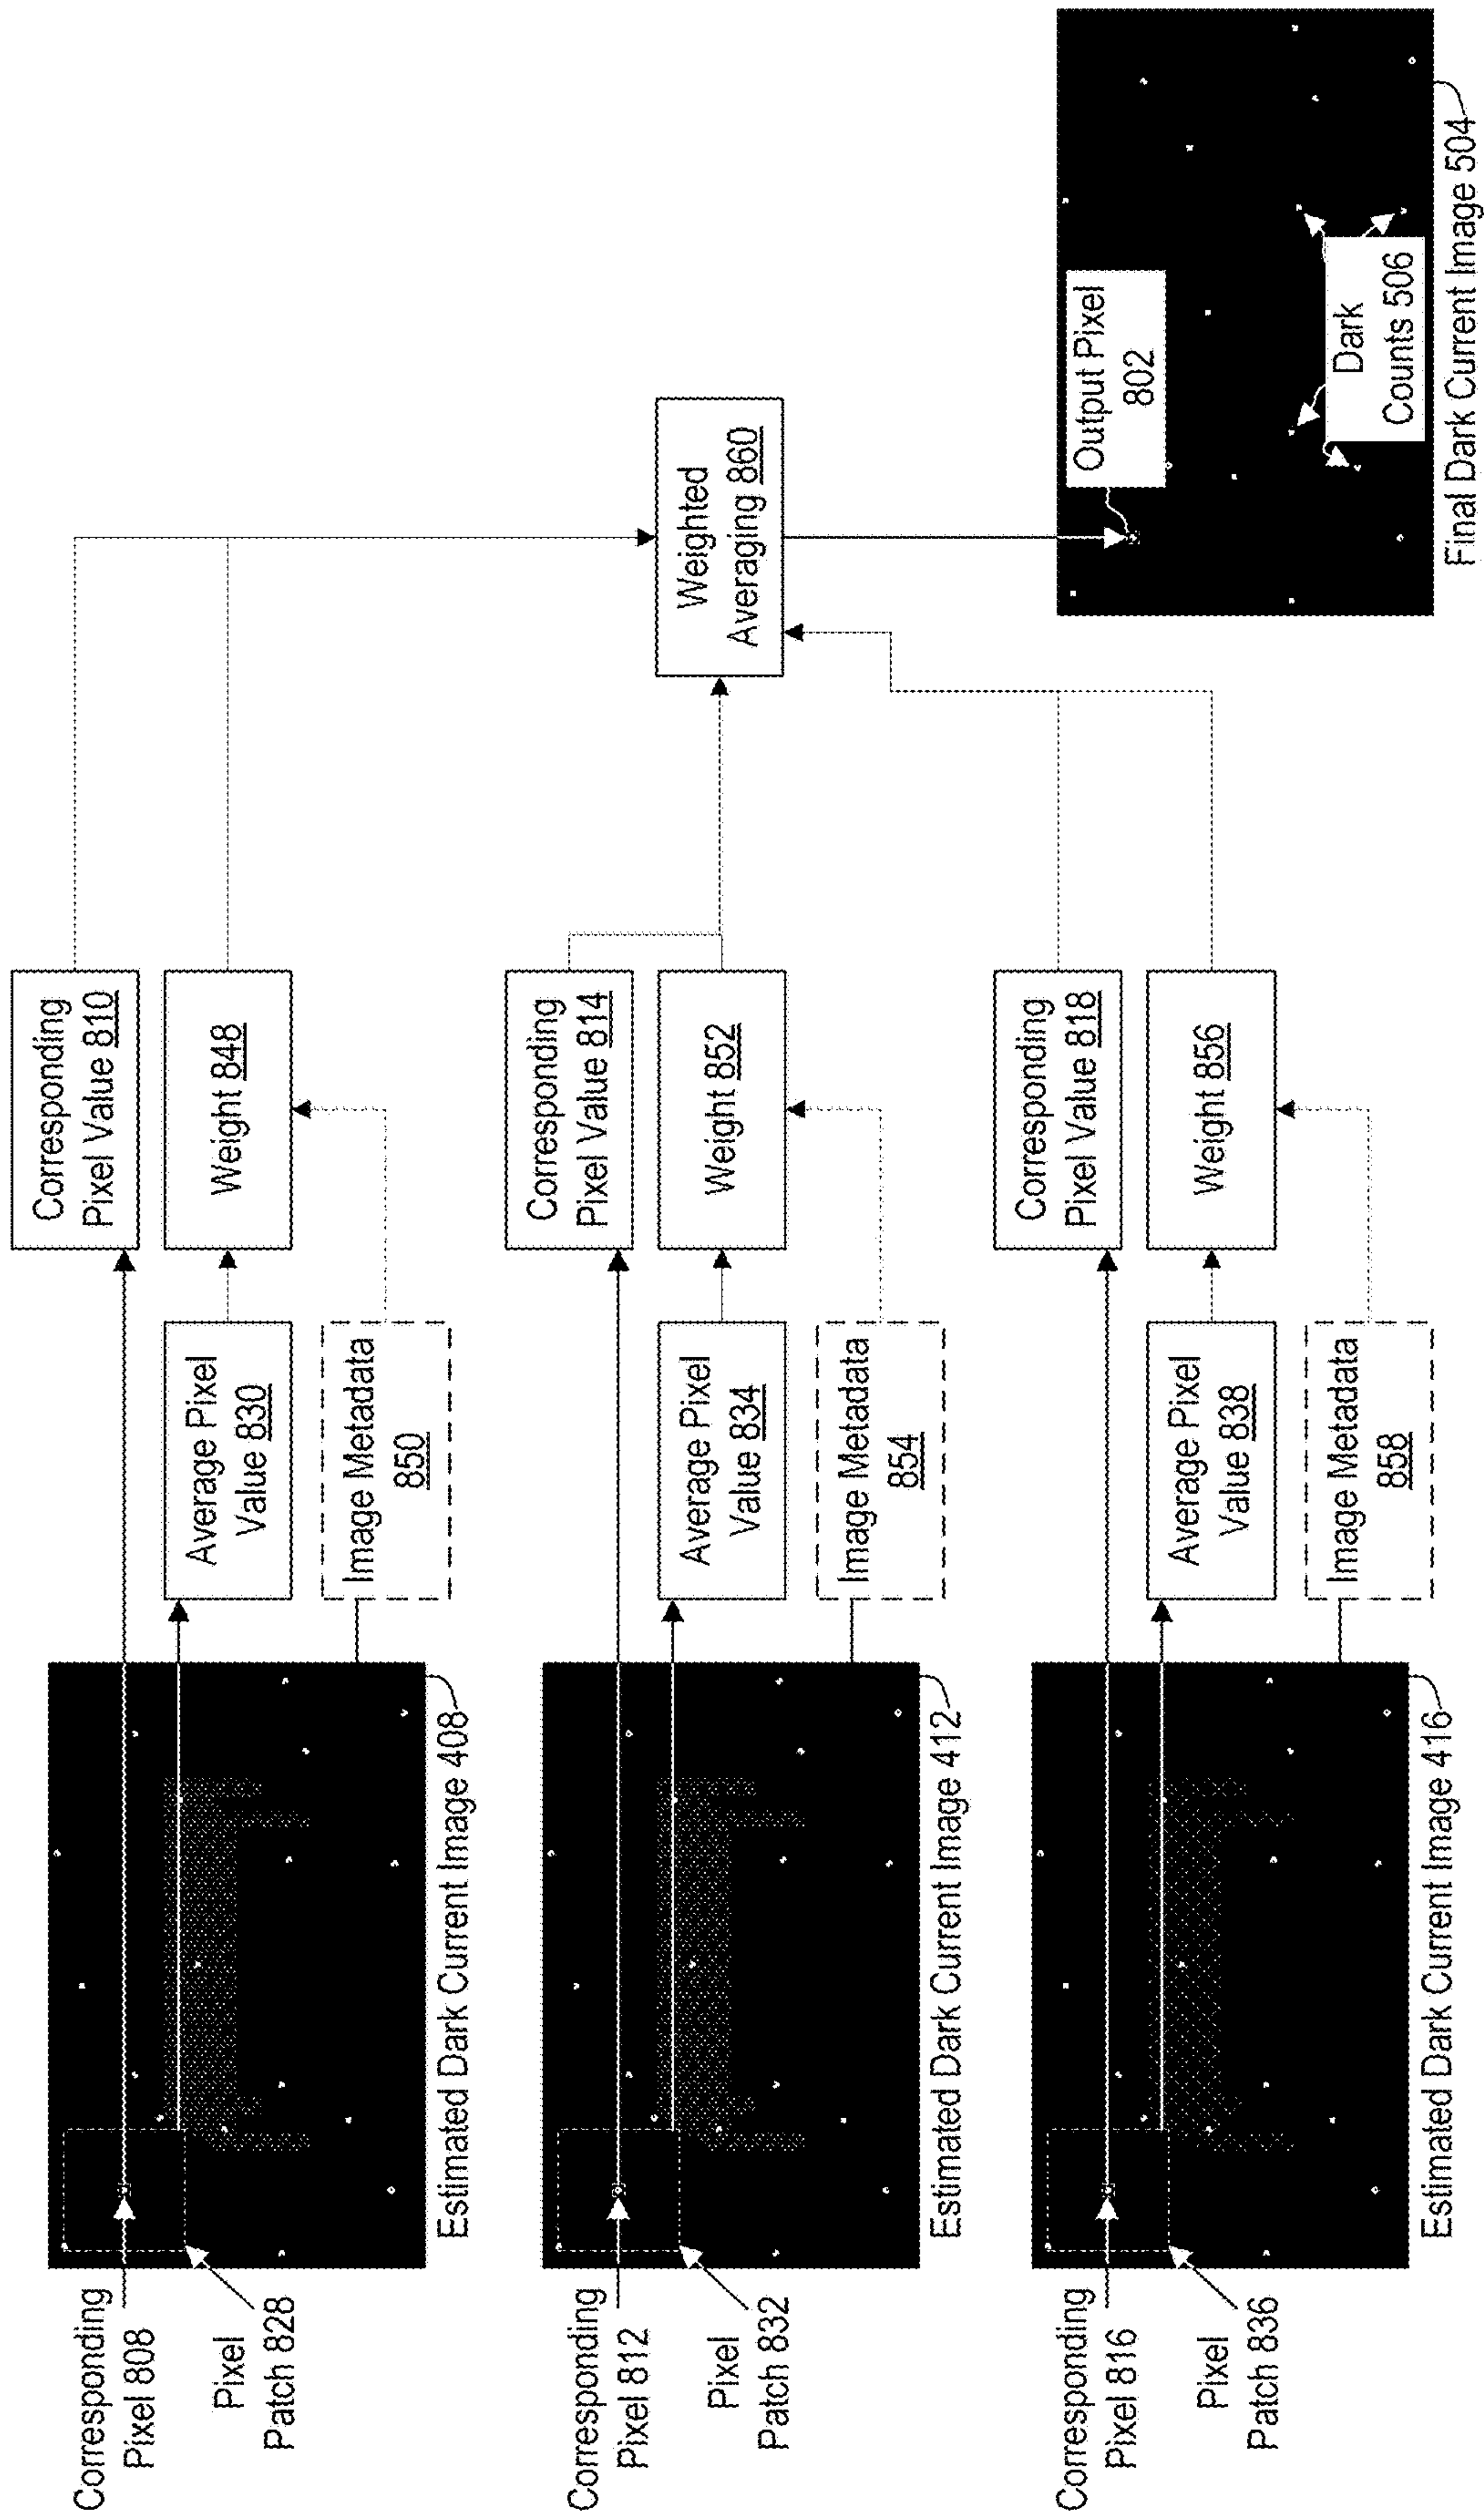 Corresponding
Pixel 808
Pixel
Patch 828
Estimated Dark Current Image 408
Corresponding
Pixel Value 810
Average Pixel
Value 830
Weight 848
Image Metadata
850
Corresponding
Pixel 812
Pixel
Patch 832
Estimated Dark Current Image 412
Corresponding
Pixel Value 814
Average Pixel
Value 834
Weight 852
Image Metadata
854
Corresponding
Pixel 816
Pixel
Patch 836
Estimated Dark Current Image 416
Corresponding
Pixel Value 818
Average Pixel
Value 838
Weight 856
Image Metadata
858
Weighted
Averaging 860
Output Pixel
802
Dark
Counts 506
Final Dark Current Image 504